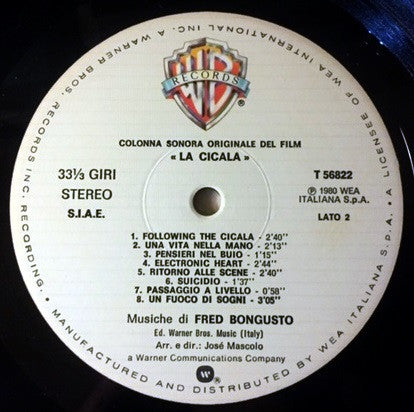 A WARNER BROS. RECORDS INC. RECORDING. A LICENSEE OF WEA INTERNATIONAL INC.
WB
RECORDS
COLONNA SONORA ORIGINALE DEL FILM
« LA CICALA »
33⅓ GIRI
STEREO
S.I.A.E.
T 56822
℗ 1980 WEA
ITALIANA S.p.A.
LATO 2
1. FOLLOWING THE CICALA - 2'40"
2. UNA VITA NELLA MANO - 2'13"
3. PENSIERI NEL BUIO - 1'15"
4. ELECTRONIC HEART - 2'44"
5. RITORNO ALLE SCENE - 2'40"
6. SUICIDIO - 1'37"
7. PASSAGGIO A LIVELLO - 0'58"
8. UN FUOCO DI SOGNI - 3'05"
Musiche di FRED BONGUSTO
Ed. Warner Bros. Music (Italy)
Arr. e dir.: José Mascolo
a Warner Communications Company
MANUFACTURED AND DISTRIBUTED BY WEA ITALIANA S.p.A.